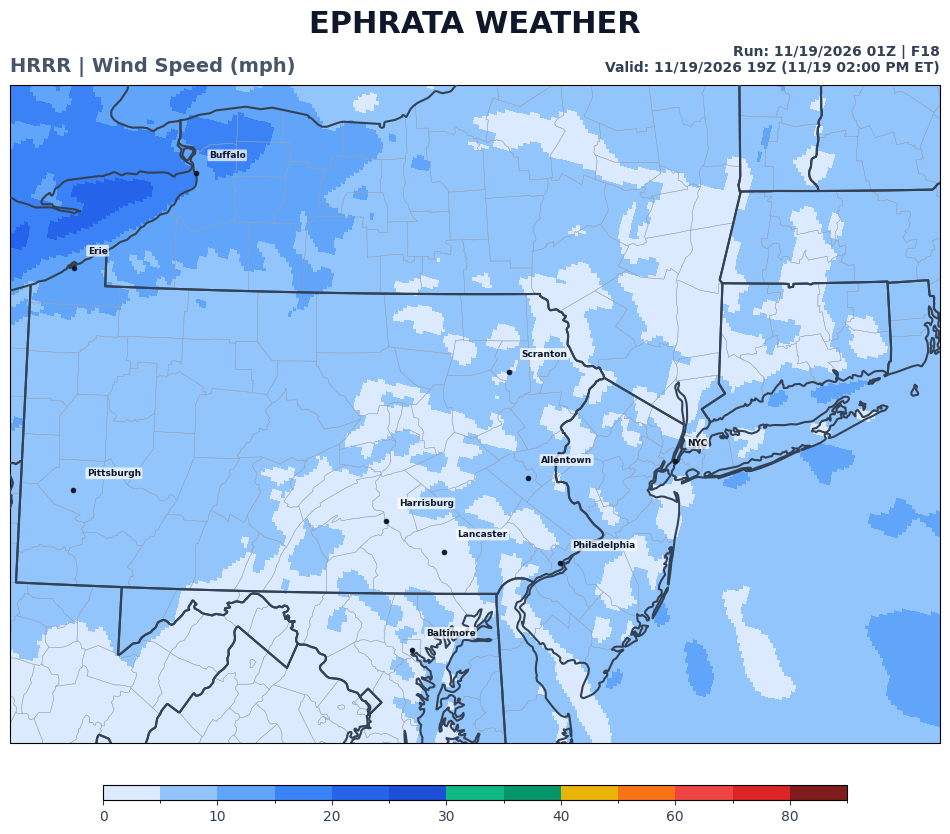 EPHRATA WEATHER
HRRR | Wind Speed (mph)
Run: 11/19/2026 01Z | F18
Valid: 11/19/2026 19Z (11/19 02:00 PM ET)
Buffalo
Erie
Scranton
NYC
Allentown
Pittsburgh
Harrisburg
Lancaster
Philadelphia
Baltimore
0 10 20 30 40 50 60 70 80